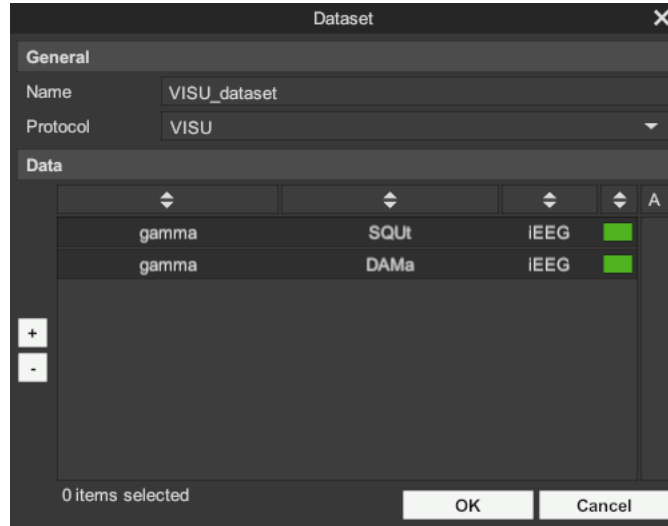 Dataset
General
Name VISU_dataset
Protocol VISU
Data
A
gamma SQUt iEEG
gamma DAMa iEEG
+
-
0 items selected
OK Cancel